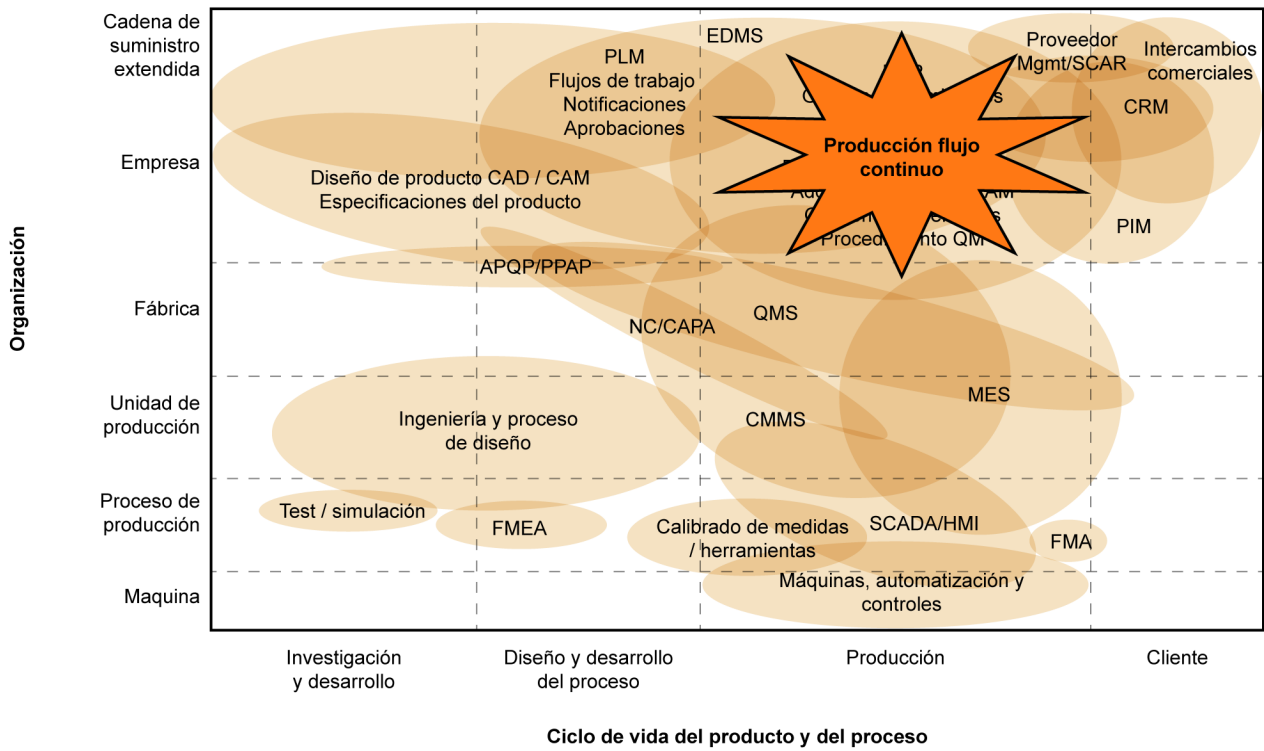 Cadena de
suministro
extendida
Empresa
Organización
Fábrica
Unidad de
producción
Proceso de
producción
Maquina
EDMS
PLM
Flujos de trabajo
Notificaciones
Aprobaciones
Proveedor
Mgmt/SCAR
Intercambios
comerciales
CRM
Producción flujo
continuo
Diseño de producto CAD / CAM
Especificaciones del producto
PIM
QM
APQP/PPAP
NC/CAPA
QMS
MES
CMMS
Ingeniería y proceso
de diseño
Test / simulación
FMEA
Calibrado de medidas
/ herramientas
SCADA/HMI
FMA
Máquinas, automatización y
controles
Investigación
y desarrollo
Diseño y desarrollo
del proceso
Producción
Cliente
Ciclo de vida del producto y del proceso